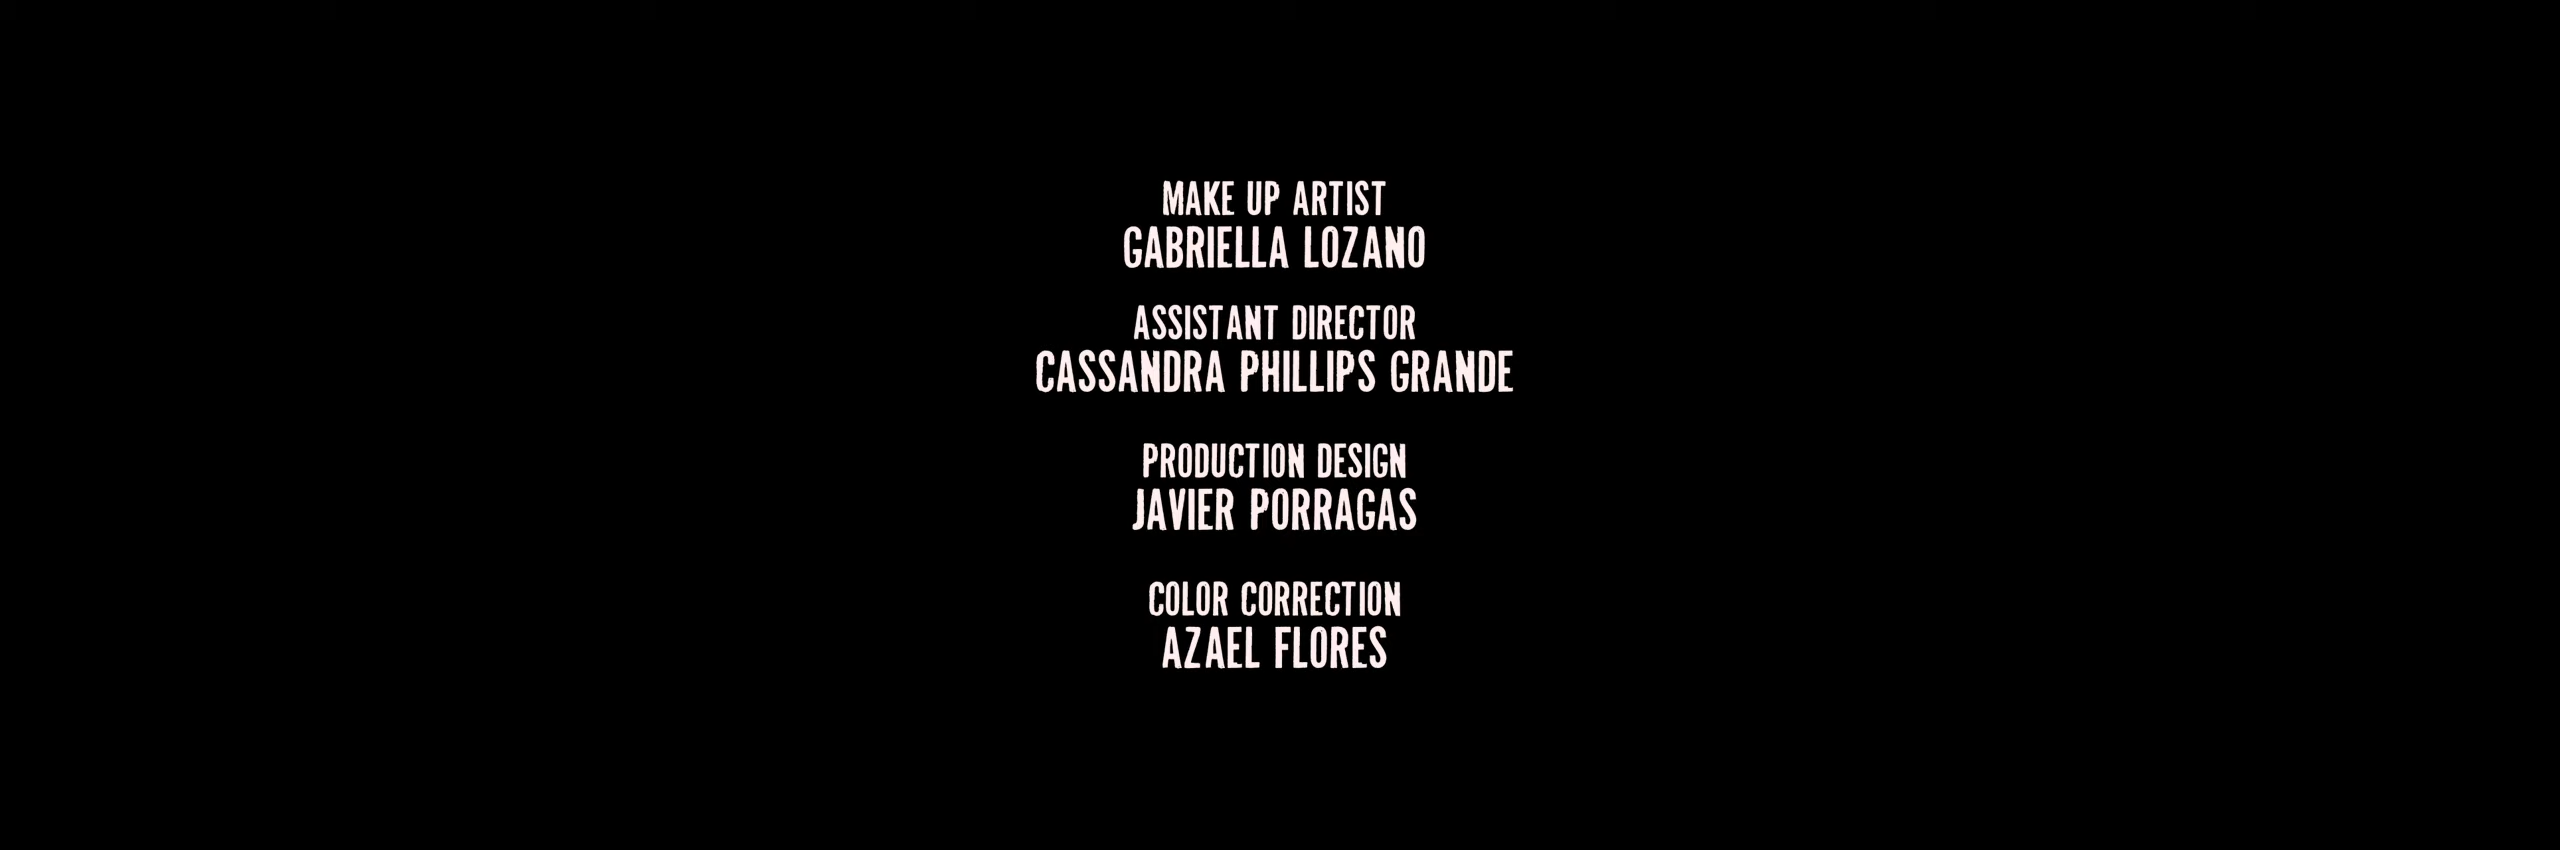 MAKE UP ARTIST
GABRIELLA LOZANO
ASSISTANT DIRECTOR
CASSANDRA PHILLIPS GRANDE
PRODUCTION DESIGN
JAVIER PORRAGAS
COLOR CORRECTION
AZAEL FLORES